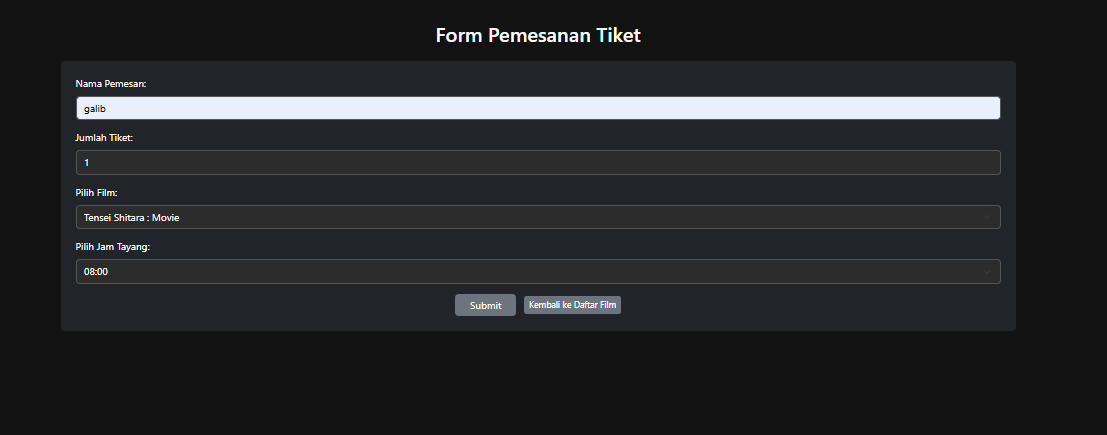 Form Pemesanan Tiket
Nama Pemesan:
galib
Jumlah Tiket:
1
Pilih Film:
Tensei Shitara : Movie
Pilih Jam Tayang:
08:00
Submit Kembali ke Daftar Film